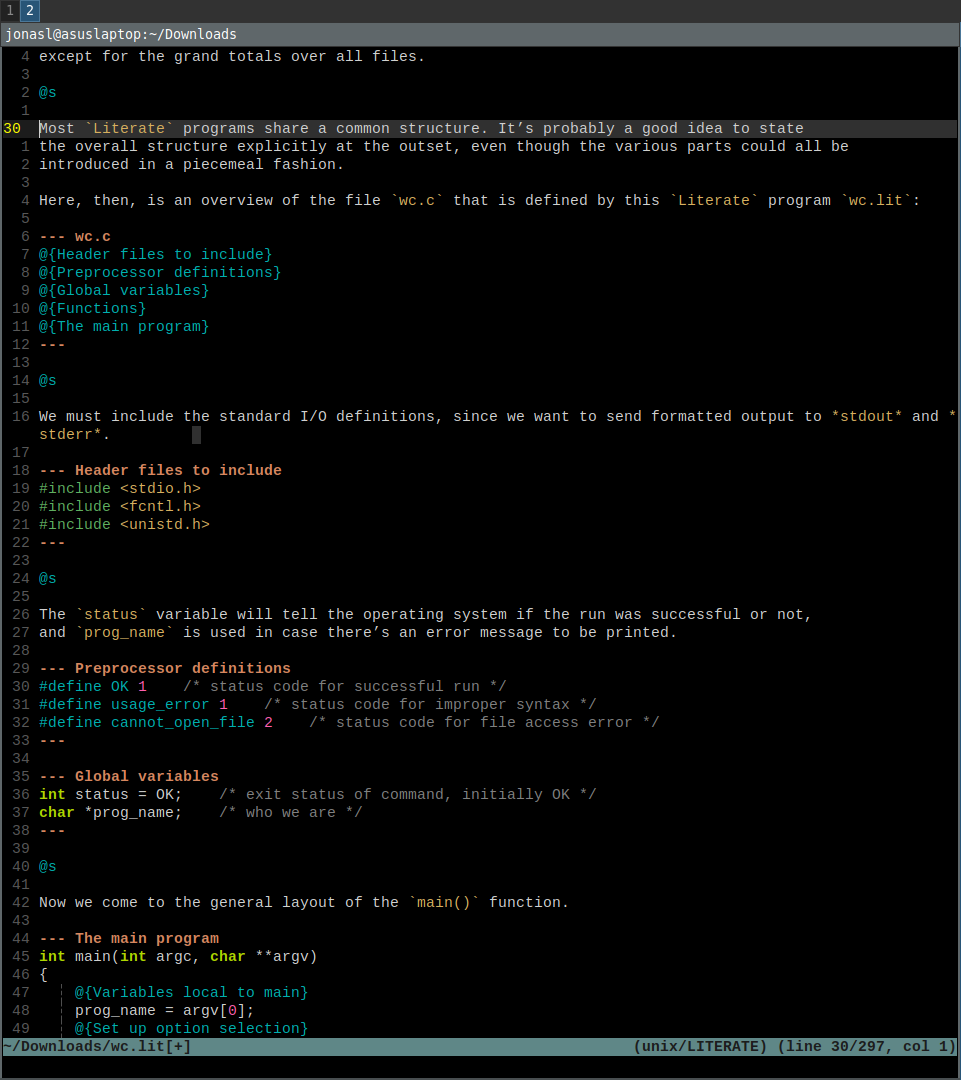 1 2
jonasl@asuslaptop:~/Downloads
4 except for the grand totals over all files.
3
2 @s
1
30 Most `Literate` programs share a common structure. It’s probably a good idea to state
1 the overall structure explicitly at the outset, even though the various parts could all be
2 introduced in a piecemeal fashion.
3
4 Here, then, is an overview of the file `wc.c` that is defined by this `Literate` program `wc.lit`:
5
6 --- wc.c
7 @{Header files to include}
8 @{Preprocessor definitions}
9 @{Global variables}
10 @{Functions}
11 @{The main program}
12 ---
13
14 @s
15
16 We must include the standard I/O definitions, since we want to send formatted output to *stdout* and *
stderr*.
17
18 --- Header files to include
19 #include <stdio.h>
20 #include <fcntl.h>
21 #include <unistd.h>
22 ---
23
24 @s
25
26 The `status` variable will tell the operating system if the run was successful or not,
27 and `prog_name` is used in case there’s an error message to be printed.
28
29 --- Preprocessor definitions
30 #define OK 1    /* status code for successful run */
31 #define usage_error 1    /* status code for improper syntax */
32 #define cannot_open_file 2    /* status code for file access error */
33 ---
34
35 --- Global variables
36 int status = OK;    /* exit status of command, initially OK */
37 char *prog_name;    /* who we are */
38 ---
39
40 @s
41
42 Now we come to the general layout of the `main()` function.
43
44 --- The main program
45 int main(int argc, char **argv)
46 {
47     @{Variables local to main}
48     prog_name = argv[0];
49     @{Set up option selection}
~/Downloads/wc.lit[+] (unix/LITERATE) (line 30/297, col 1)